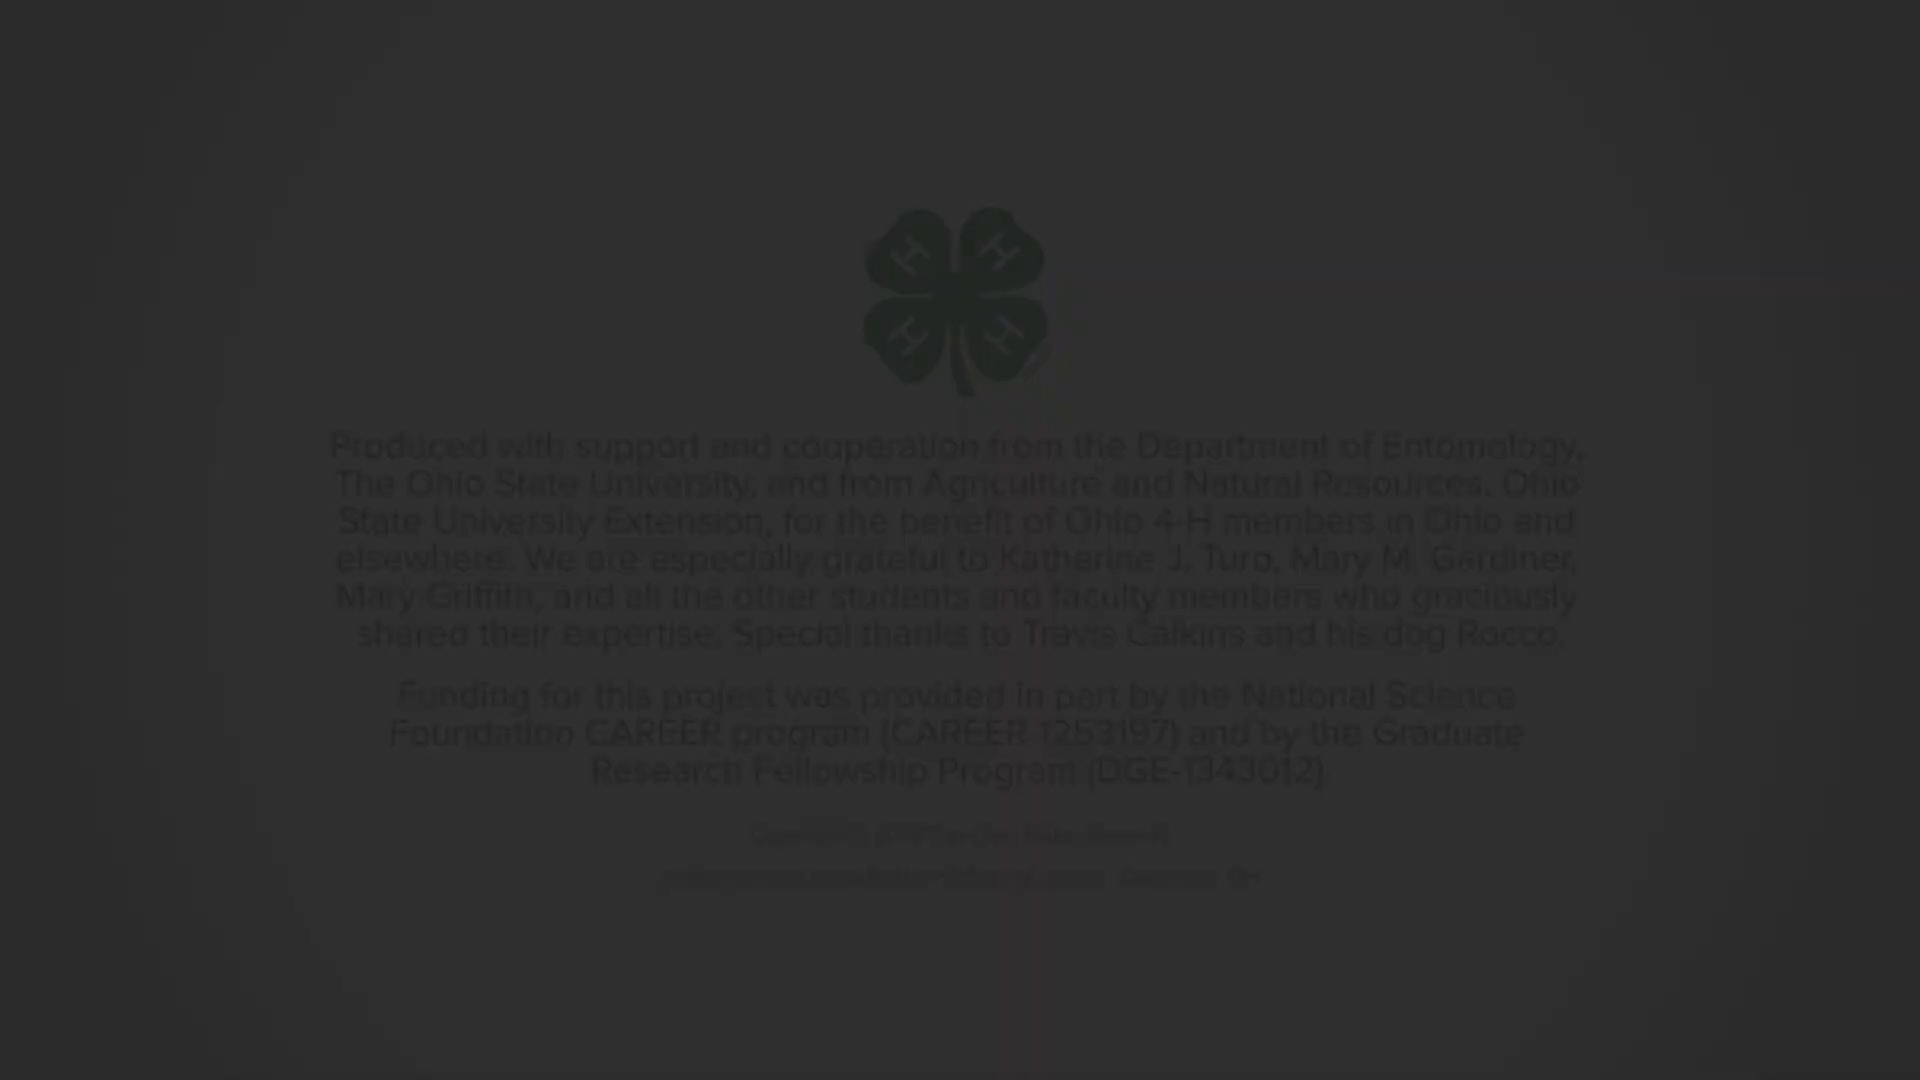 H H
H H
Produced with support and cooperation from the Department of Entomology,
The Ohio State University, and from Agriculture and Natural Resources, Ohio
State University Extension, for the benefit of Ohio 4-H members in Ohio and
elsewhere. We are especially grateful to Katherine J. Turo, Mary M. Gardiner,
Mary Griffith, and all the other students and faculty members who graciously
shared their expertise. Special thanks to Travis Calkins and his dog Rocco.
Funding for this project was provided in part by the National Science
Foundation CAREER program (CAREER 1253197) and by the Graduate
Research Fellowship Program (DGE-1343012).